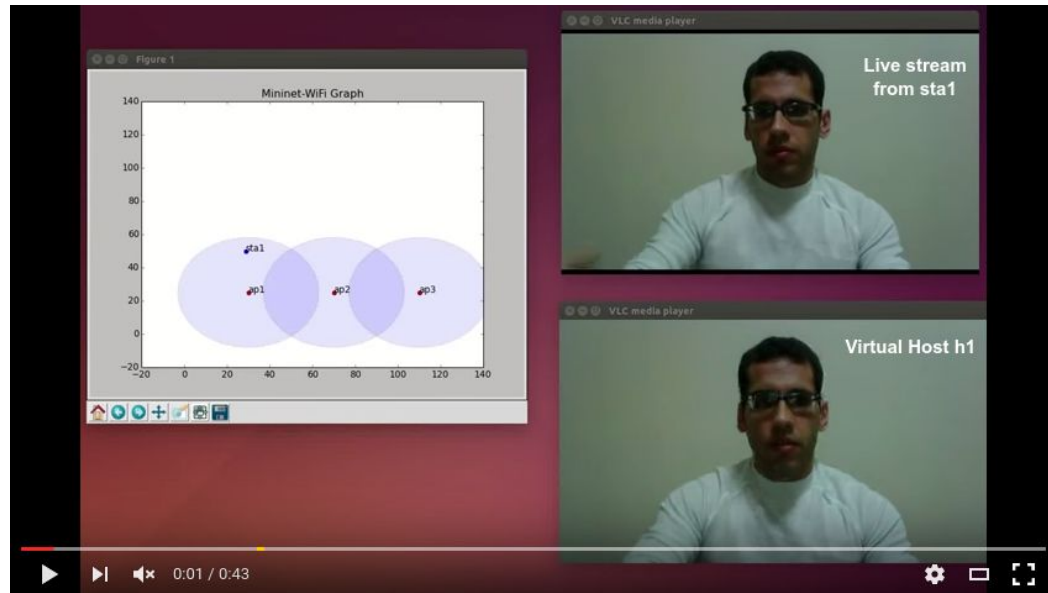 Figure 1
Mininet-WiFi Graph
140
120
100
80
60
40
20
0
−20
−20 0 20 40 60 80 100 120 140
sta1
ap1 ap2 ap3
VLC media player
Live stream
from sta1
VLC media player
Virtual Host h1
0:01 / 0:43